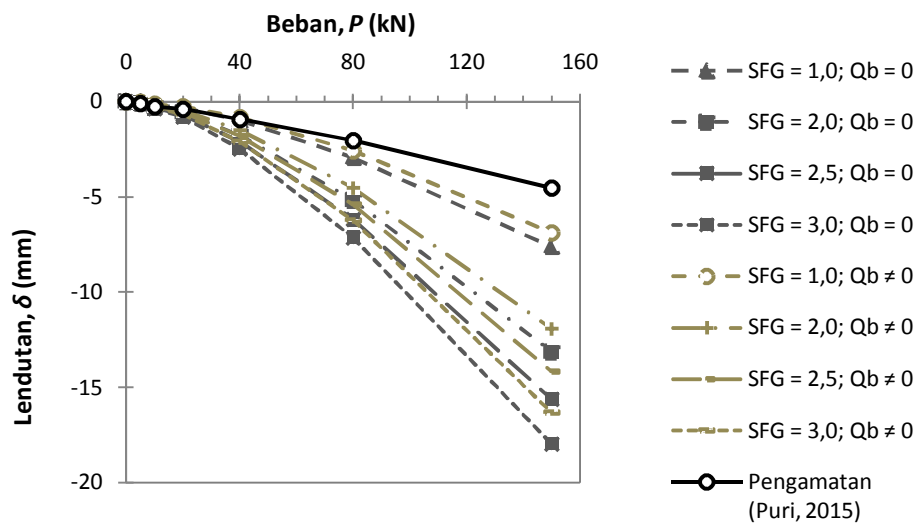 Beban, P (kN)
0 40 80 120 160
0
-5
-10
-15
-20
Lendutan, δ (mm)
SFG = 1,0; Qb = 0
SFG = 2,0; Qb = 0
SFG = 2,5; Qb = 0
SFG = 3,0; Qb = 0
SFG = 1,0; Qb ≠ 0
SFG = 2,0; Qb ≠ 0
SFG = 2,5; Qb ≠ 0
SFG = 3,0; Qb ≠ 0
Pengamatan
(Puri, 2015)